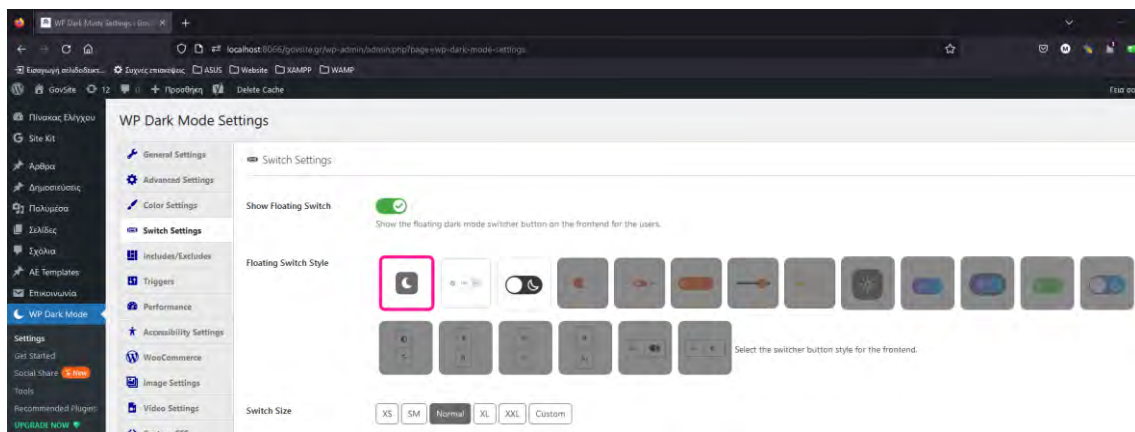 WP Dark Mode Settings ‹ Gov
localhost:8066/govsite.gr/wp-admin/admin.php?page=wp-dark-mode-settings
Συχνές επισκέψεις ASUS Website XAMPP WAMP
GovSite 12 0 Προσθήκη Delete Cache Γεια σα
Πίνακας Ελέγχου
Site Kit
Άρθρα
Δημοσιεύσεις
Πολυμέσα
Σελίδες
Σχόλια
AE Templates
Επικοινωνία
WP Dark Mode
Settings
Get Started
Social Share New
Tools
Recommended Plugins
UPGRADE NOW
WP Dark Mode Settings
General Settings
Advanced Settings
Color Settings
Switch Settings
Includes/Excludes
Triggers
Performance
Accessibility Settings
WooCommerce
Image Settings
Video Settings
Switch Settings
Show Floating Switch
Show the floating dark mode switcher button on the frontend for the users.
Floating Switch Style
Select the switcher button style for the frontend.
Switch Size
XS SM Normal XL XXL Custom